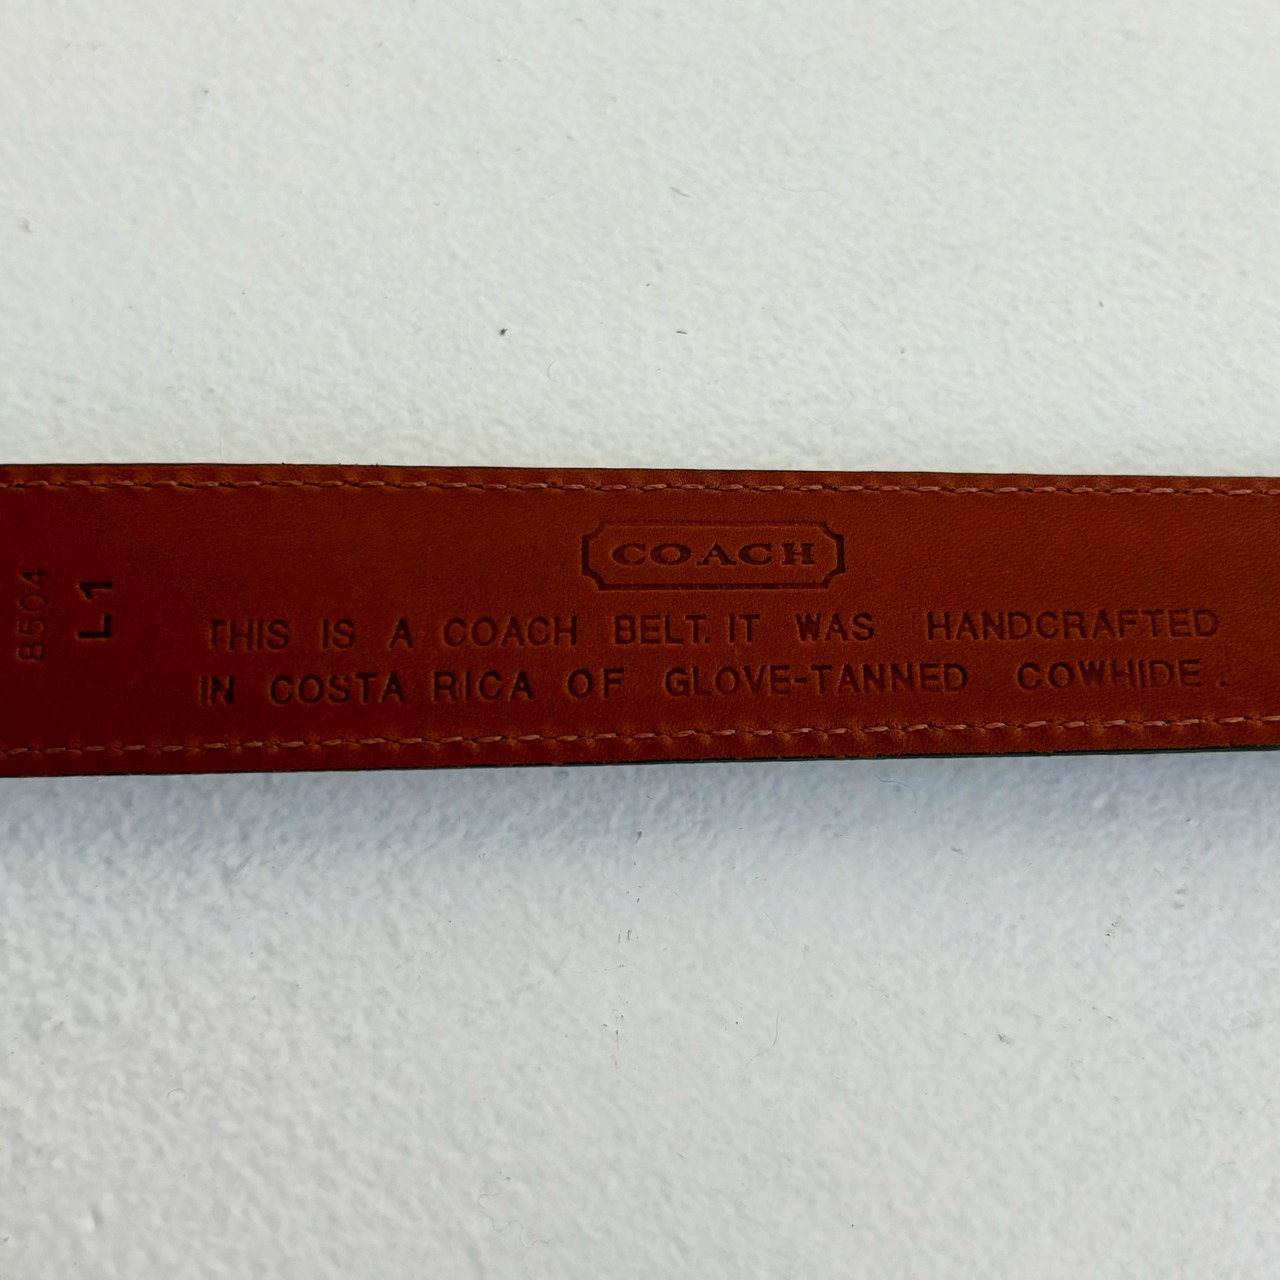 COACH
THIS IS A COACH BELT. IT WAS HANDCRAFTED
IN COSTA RICA OF GLOVE-TANNED COWHIDE.
8504
L1